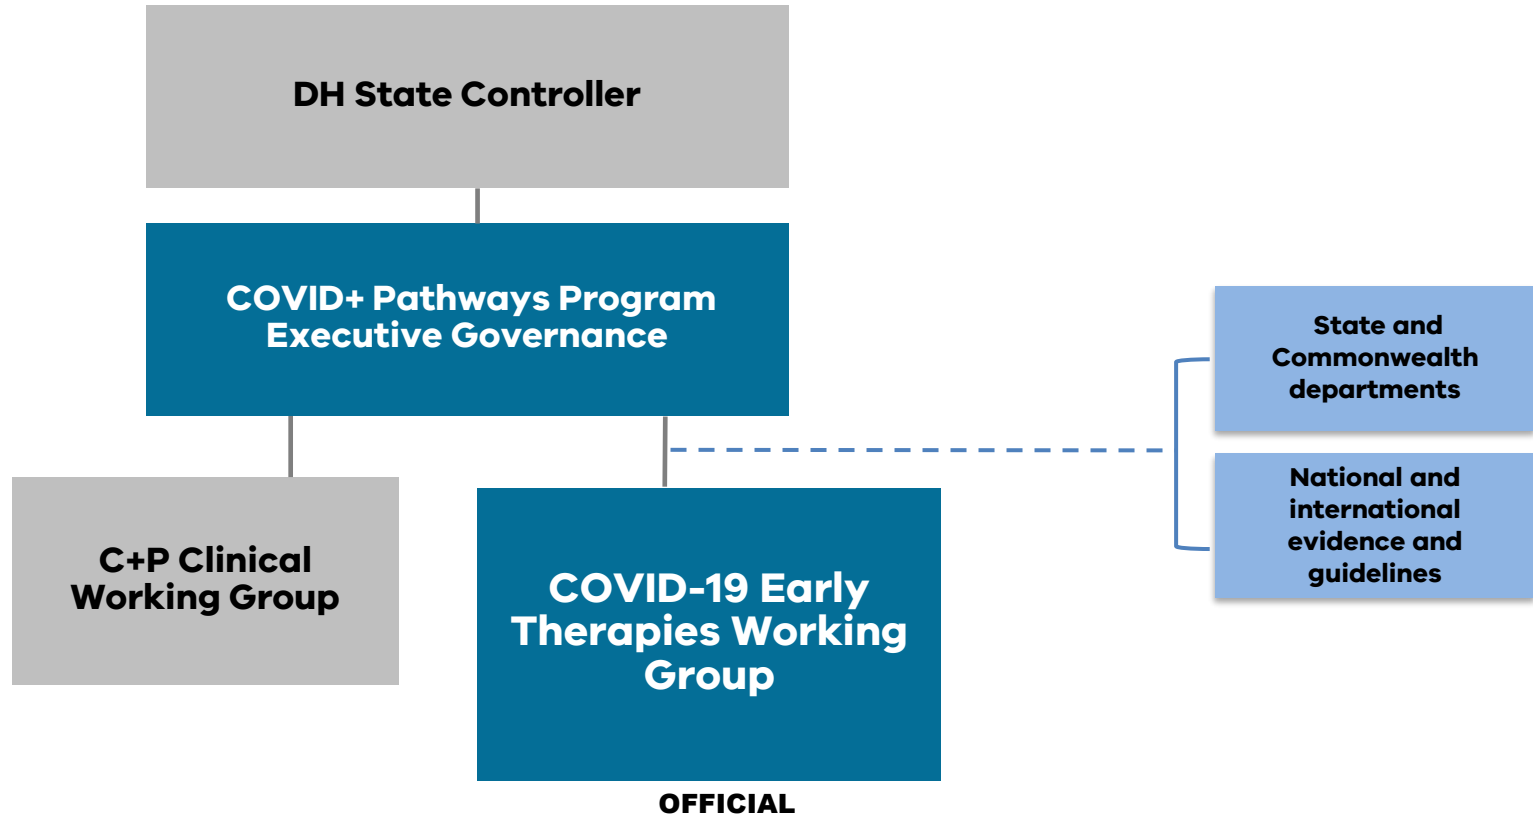 DH State Controller
COVID+ Pathways Program
Executive Governance
State and
Commonwealth
departments
National and
international
evidence and
guidelines
C+P Clinical
Working Group
COVID-19 Early
Therapies Working
Group
OFFICIAL